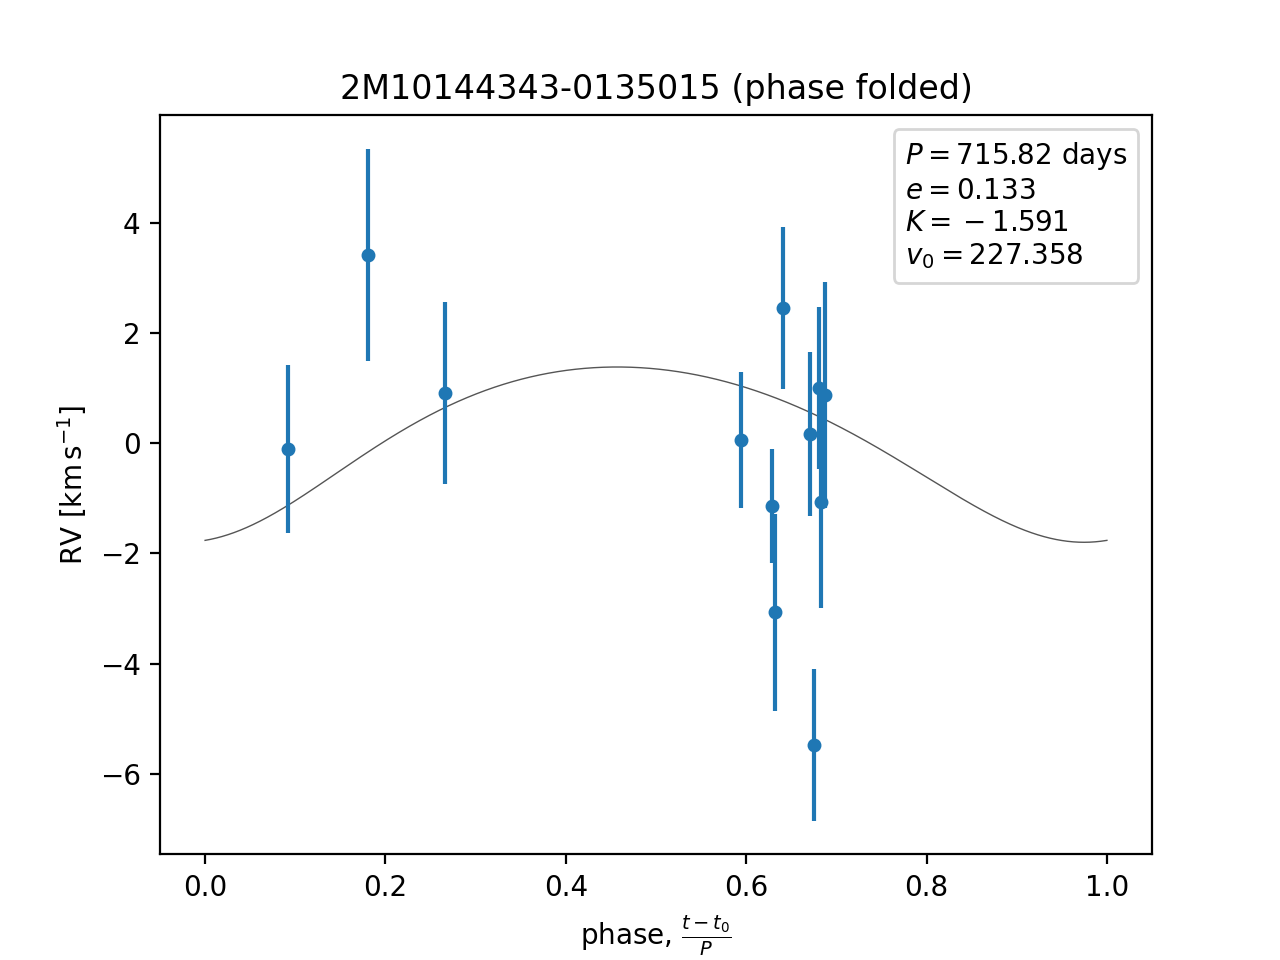 2M10144343-0135015 (phase folded)
P = 715.82 days
e = 0.133
K = −1.591
v₀ = 227.358
RV [km s⁻¹]
4
2
0
−2
−4
−6
0.0 0.2 0.4 0.6 0.8 1.0
phase, (t − t₀)/P